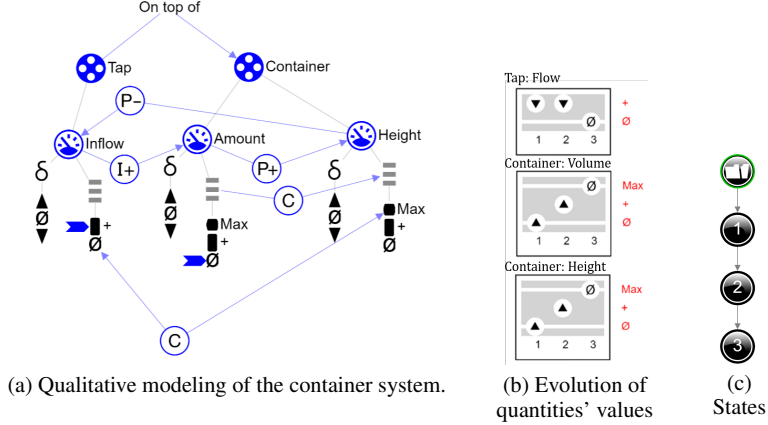 On top of
Tap
Container
P−
Inflow
Amount
Height
I+
P+
C
δ
δ
δ
Ø
+
Ø
Ø
Max
+
Ø
Ø
Max
+
Ø
C
(a) Qualitative modeling of the container system.
Tap: Flow
+
Ø
Ø
1 2 3
Container: Volume
Ø
Max
+
Ø
1 2 3
Container: Height
Ø
Max
+
Ø
1 2 3
(b) Evolution of
quantities' values
1
2
3
(c)
States